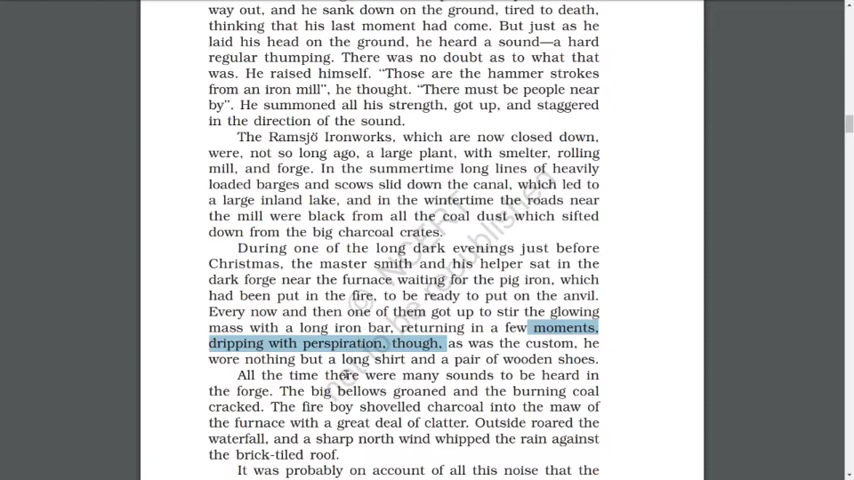 way out, and he sank down on the ground, tired to death,
thinking that his last moment had come. But just as he
laid his head on the ground, he heard a sound—a hard
regular thumping. There was no doubt as to what that
was. He raised himself. “Those are the hammer strokes
from an iron mill”, he thought. “There must be people near
by”. He summoned all his strength, got up, and staggered
in the direction of the sound.
The Ramsjö Ironworks, which are now closed down,
were, not so long ago, a large plant, with smelter, rolling
mill, and forge. In the summertime long lines of heavily
loaded barges and scows slid down the canal, which led to
a large inland lake, and in the wintertime the roads near
the mill were black from all the coal dust which sifted
down from the big charcoal crates.
During one of the long dark evenings just before
Christmas, the master smith and his helper sat in the
dark forge near the furnace waiting for the pig iron, which
had been put in the fire, to be ready to put on the anvil.
Every now and then one of them got up to stir the glowing
mass with a long iron bar, returning in a few moments,
dripping with perspiration, though, as was the custom, he
wore nothing but a long shirt and a pair of wooden shoes.
All the time there were many sounds to be heard in
the forge. The big bellows groaned and the burning coal
cracked. The fire boy shovelled charcoal into the maw of
the furnace with a great deal of clatter. Outside roared the
waterfall, and a sharp north wind whipped the rain against
the brick-tiled roof.
It was probably on account of all this noise that the
© NCERT
not to be republished